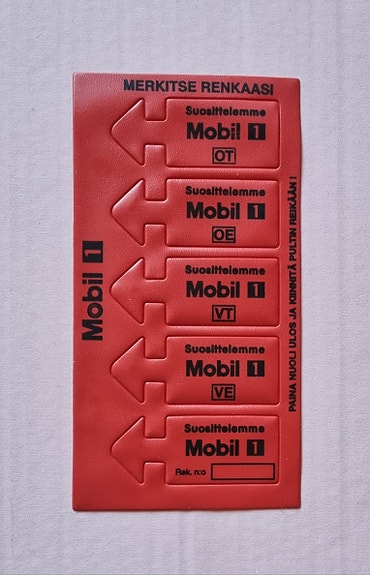 MERKITSE RENKAASI
Suosittelemme
Mobil 1
OT
Suosittelemme
Mobil 1
OE
Suosittelemme
Mobil 1
VT
Suosittelemme
Mobil 1
VE
Suosittelemme
Mobil 1
Rek. n:o
Mobil 1
PAINA NUOLI ULOS JA KIINNITÄ PULTIN REIKÄÄN!